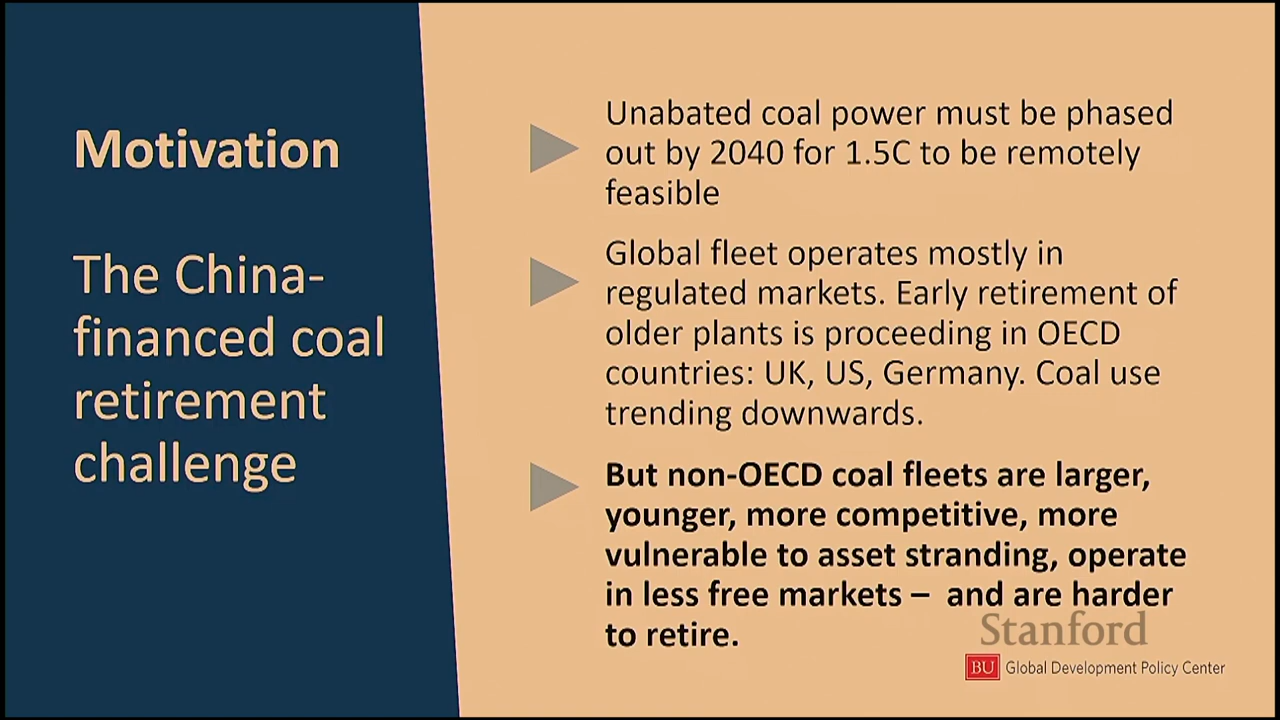 Motivation
The China-
financed coal
retirement
challenge
Unabated coal power must be phased
out by 2040 for 1.5C to be remotely
feasible
Global fleet operates mostly in
regulated markets. Early retirement of
older plants is proceeding in OECD
countries: UK, US, Germany. Coal use
trending downwards.
But non-OECD coal fleets are larger,
younger, more competitive, more
vulnerable to asset stranding, operate
in less free markets –  and are harder
to retire.
Stanford
BU Global Development Policy Center